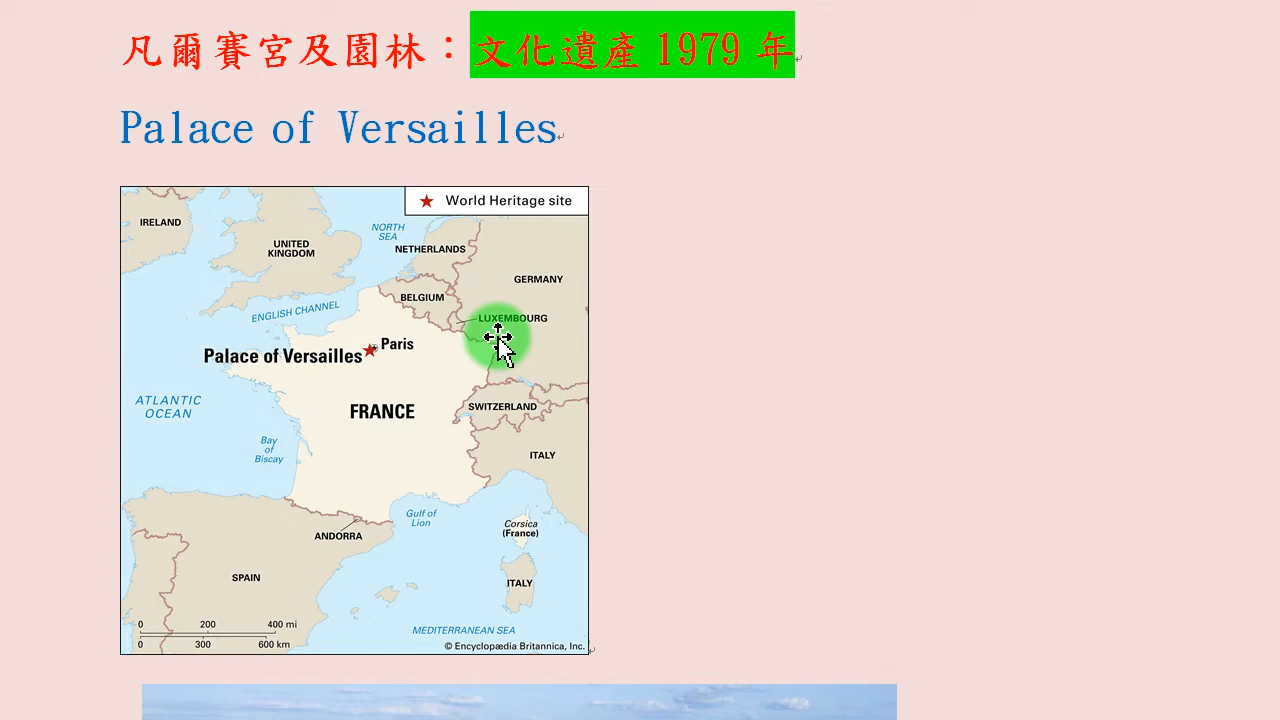 凡爾賽宮及園林：文化遺產 1979 年
Palace of Versailles
World Heritage site
IRELAND
UNITED
KINGDOM
NORTH
SEA
NETHERLANDS
GERMANY
BELGIUM
LUXEMBOURG
ENGLISH CHANNEL
Paris
Palace of Versailles
ATLANTIC
OCEAN
FRANCE
SWITZERLAND
Bay
of
Biscay
ITALY
Gulf of
Lion
Corsica
(France)
ANDORRA
SPAIN
ITALY
0 200 400 mi
0 300 600 km
MEDITERRANEAN SEA
© Encyclopædia Britannica, Inc.